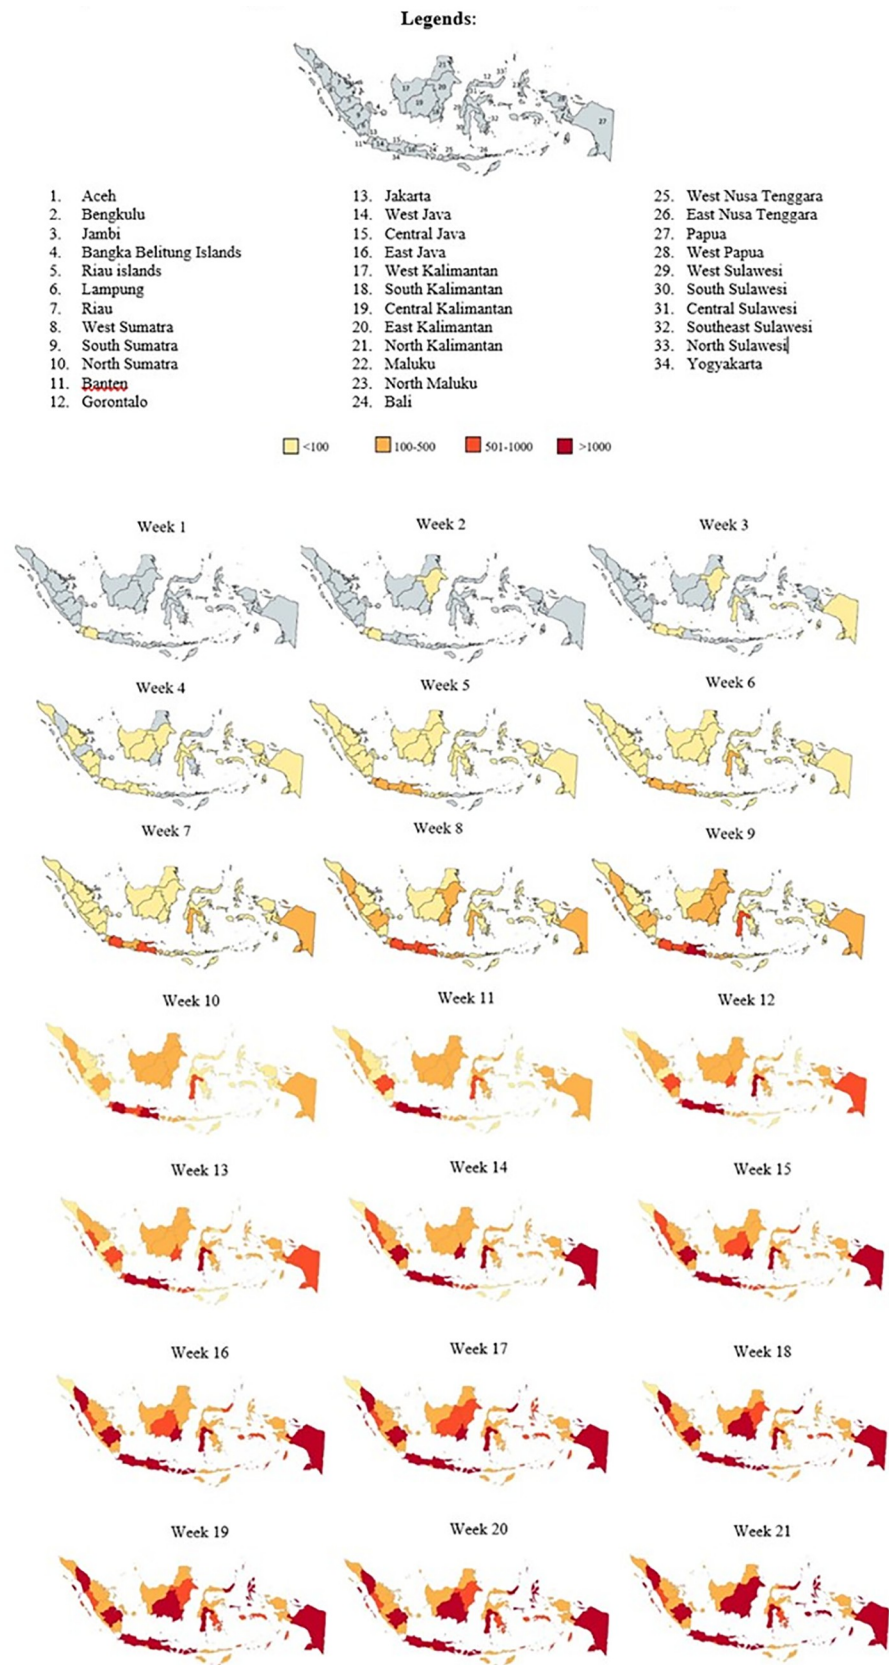 Legends:
1. Aceh
2. Bengkulu
3. Jambi
4. Bangka Belitung Islands
5. Riau islands
6. Lampung
7. Riau
8. West Sumatra
9. South Sumatra
10. North Sumatra
11. Banten
12. Gorontalo
13. Jakarta
14. West Java
15. Central Java
16. East Java
17. West Kalimantan
18. South Kalimantan
19. Central Kalimantan
20. East Kalimantan
21. North Kalimantan
22. Maluku
23. North Maluku
24. Bali
25. West Nusa Tenggara
26. East Nusa Tenggara
27. Papua
28. West Papua
29. West Sulawesi
30. South Sulawesi
31. Central Sulawesi
32. Southeast Sulawesi
33. North Sulawesi
34. Yogyakarta
<100 100-500 501-1000 >1000
Week 1 Week 2 Week 3
Week 4 Week 5 Week 6
Week 7 Week 8 Week 9
Week 10 Week 11 Week 12
Week 13 Week 14 Week 15
Week 16 Week 17 Week 18
Week 19 Week 20 Week 21